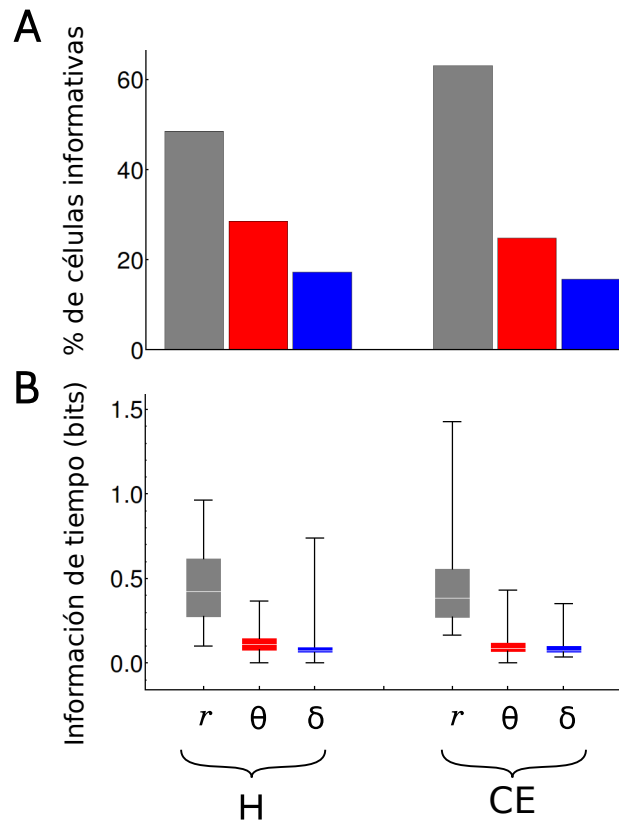 A
% de células informativas
60
40
20
0
B
Información de tiempo (bits)
1.5
1.0
0.5
0.0
r θ δ r θ δ
H CE